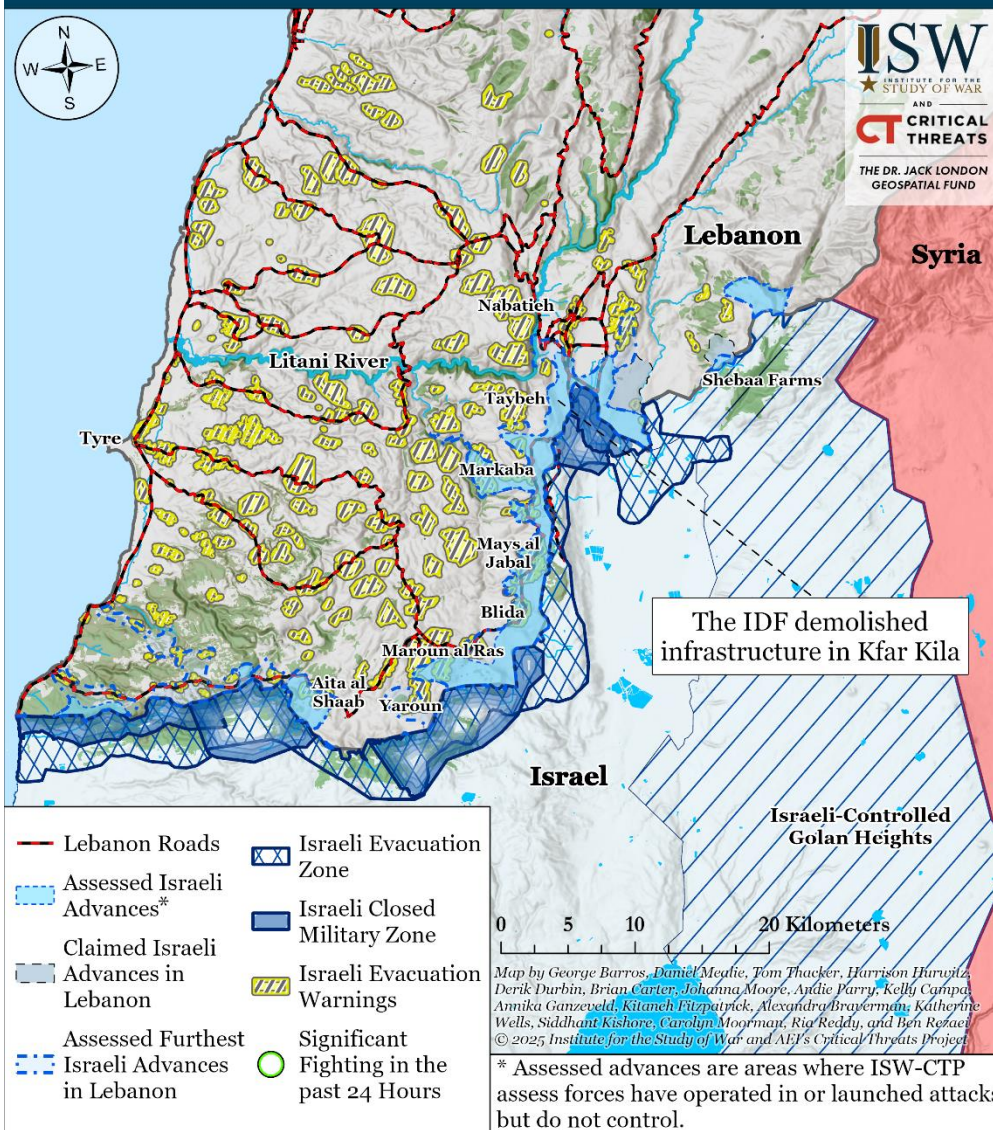 N
W E
S
ISW
INSTITUTE FOR THE
STUDY OF WAR
AND
CT CRITICAL
THREATS
THE DR. JACK LONDON
GEOSPATIAL FUND
Lebanon
Syria
Nabatieh
Litani River
Shebaa Farms
Taybeh
Tyre
Markaba
Mays al
Jabal
Blida
The IDF demolished
infrastructure in Kfar Kila
Maroun al Ras
Aita al
Shaab
Yaroun
Israel
Israeli-Controlled
Golan Heights
Lebanon Roads
Assessed Israeli
Advances*
Claimed Israeli
Advances in
Lebanon
Assessed Furthest
Israeli Advances
in Lebanon
Israeli Evacuation
Zone
Israeli Closed
Military Zone
Israeli Evacuation
Warnings
Significant
Fighting in the
past 24 Hours
0 5 10 20 Kilometers
Map by George Barros, Daniel Mealie, Tom Thacker, Harrison Hurwitz,
Derik Durbin, Brian Carter, Johanna Moore, Andie Parry, Kelly Campa,
Annika Ganzeveld, Kitaneh Fitzpatrick, Alexandra Braverman, Katherine
Wells, Siddhant Kishore, Carolyn Moorman, Ria Reddy, and Ben Rezaei
© 2025 Institute for the Study of War and AEI's Critical Threats Project
* Assessed advances are areas where ISW-CTP
assess forces have operated in or launched attacks
but do not control.